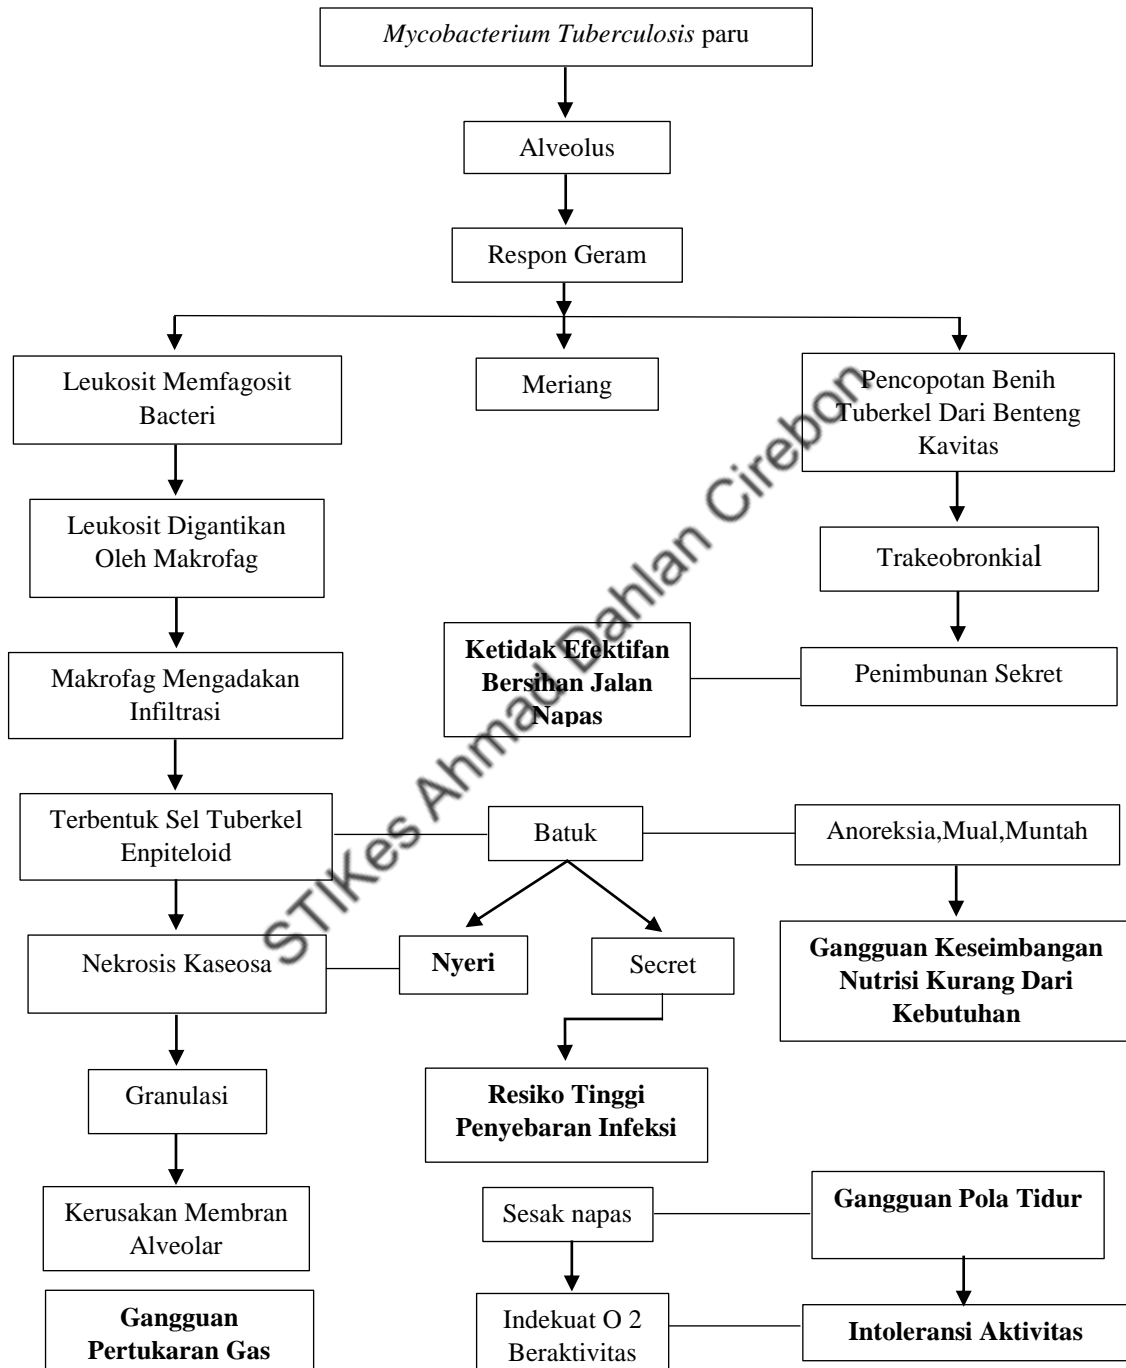 Mycobacterium Tuberculosis paru
Alveolus
Respon Geram
Leukosit Memfagosit
Bacteri
Meriang
Pencopotan Benih
Tuberkel Dari Benteng
Kavitas
Leukosit Digantikan
Oleh Makrofag
Trakeobronkial
Makrofag Mengadakan
Infiltrasi
Ketidak Efektifan
Bersihan Jalan
Napas
Penimbunan Sekret
Terbentuk Sel Tuberkel
Enpiteloid
Batuk
Anoreksia,Mual,Muntah
Nekrosis Kaseosa
Nyeri
Secret
Gangguan Keseimbangan
Nutrisi Kurang Dari
Kebutuhan
Granulasi
Resiko Tinggi
Penyebaran Infeksi
Kerusakan Membran
Alveolar
Sesak napas
Gangguan Pola Tidur
Gangguan
Pertukaran Gas
Indekuat O 2
Beraktivitas
Intoleransi Aktivitas
STIKes Ahmad Dahlan Cirebon